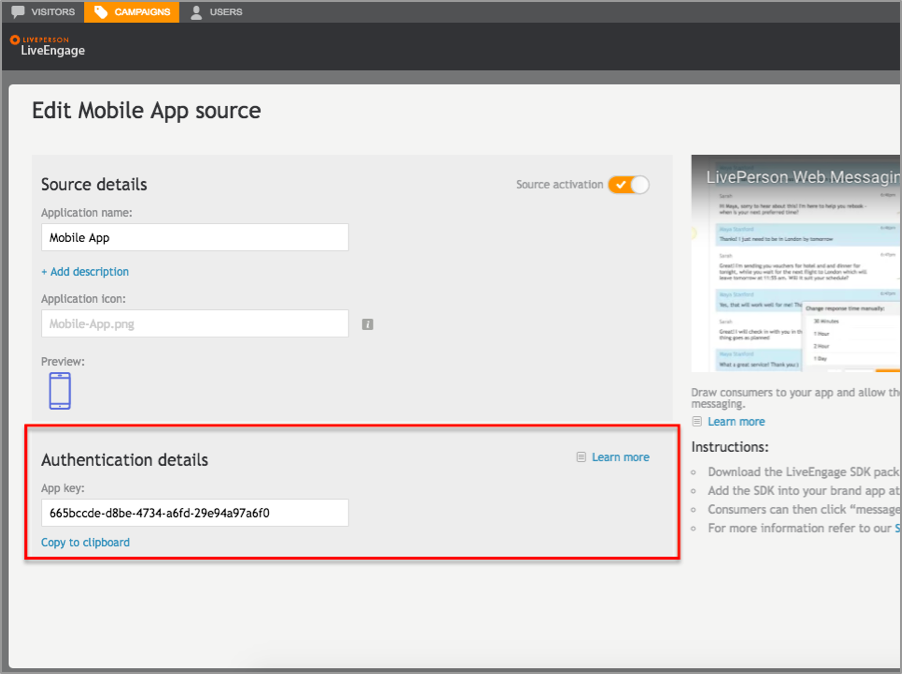 VISITORS
CAMPAIGNS
USERS
LIVEPERSON
LiveEngage
Edit Mobile App source
Source details
Source activation
Application name:
Mobile App
+ Add description
Application icon:
Mobile-App.png
i
Preview:
Authentication details
Learn more
App key:
665bccde-d8be-4734-a6fd-29e94a97a6f0
Copy to clipboard
LivePerson Web Messagin
Sarah
Hi Maya, sorry to hear about this! I'm here to help you rebook -
when is your next preferred time?
Maya Stanford
Thanks! I just need to be in London by tomorrow
Sarah
Great! I'm sending you vouchers for hotel and and dinner for
tonight, while you wait for the next flight to London which will
leave tomorrow at 11:55 am. Will it suit your schedule?
Maya Stanford
Yes, that will work well for me! Th
Sarah
Great! I will check in with you in th
thing goes as planned
Maya Stanford
What a great service! Thank you:)
Change response time manually:
30 Minutes
1 Hour
2 Hour
1 Day
Draw consumers to your app and allow the
messaging.
Learn more
Instructions:
Download the LiveEngage SDK pack
Add the SDK into your brand app at
Consumers can then click “message
For more information refer to our S